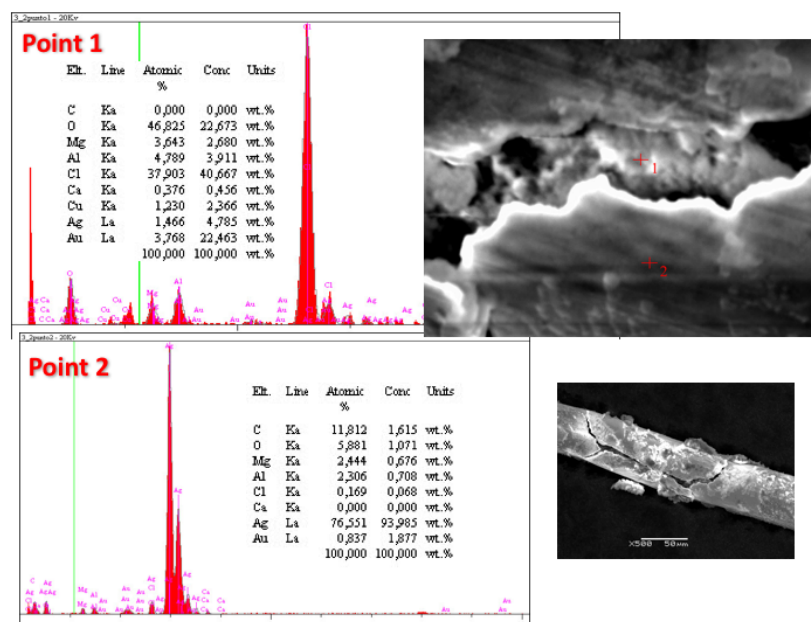 3_2pusto1 - 20Kv
Point 1
Elt. Line Atomic % Conc Units
C Ka 0,000 0,000 wt.%
O Ka 46,825 22,673 wt.%
Mg Ka 3,643 2,680 wt.%
Al Ka 4,789 3,911 wt.%
Cl Ka 37,903 40,667 wt.%
Ca Ka 0,376 0,456 wt.%
Cu Ka 1,230 2,366 wt.%
Ag La 1,466 4,785 wt.%
Au La 3,768 22,463 wt.%
100,000 100,000 wt.%
1
2
3_2pusto2 - 20Kv
Point 2
Elt. Line Atomic % Conc Units
C Ka 11,812 1,615 wt.%
O Ka 5,881 1,071 wt.%
Mg Ka 2,444 0,676 wt.%
Al Ka 2,306 0,708 wt.%
Cl Ka 0,169 0,068 wt.%
Ca Ka 0,000 0,000 wt.%
Ag La 76,551 93,985 wt.%
Au La 0,837 1,877 wt.%
100,000 100,000 wt.%
X500 50μm